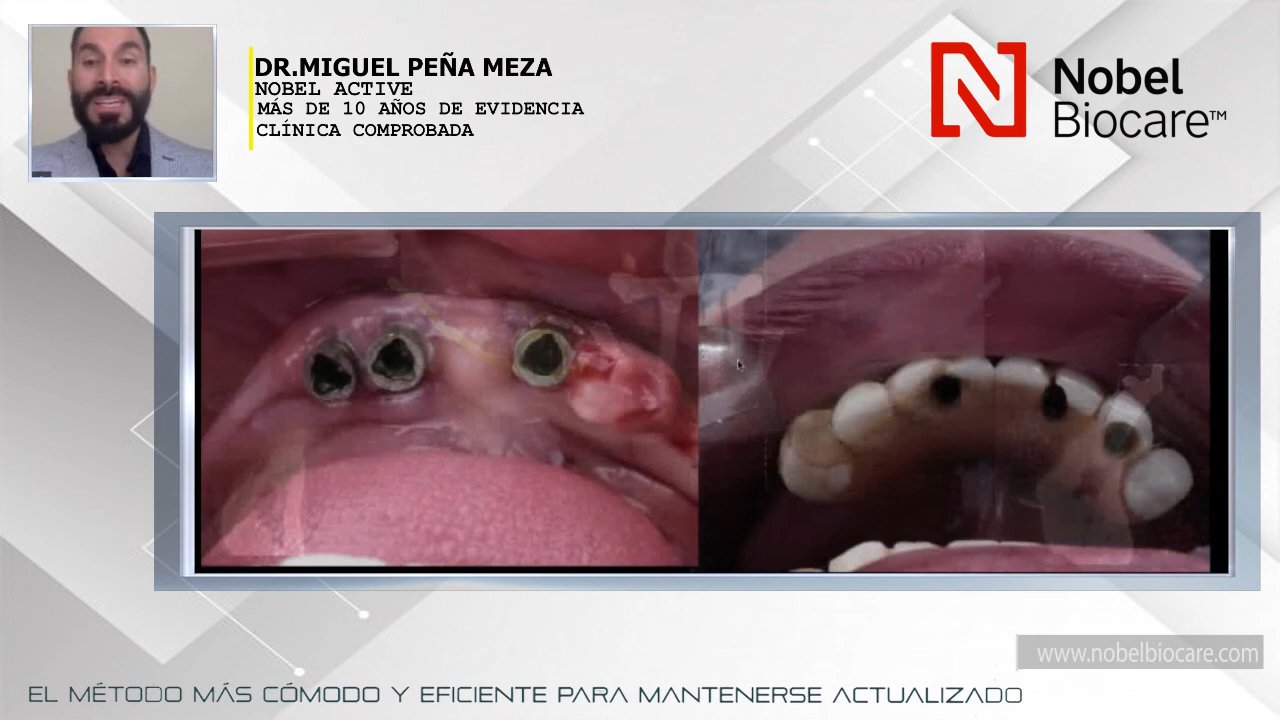 DR.MIGUEL PEÑA MEZA
NOBEL ACTIVE
MÁS DE 10 AÑOS DE EVIDENCIA
CLÍNICA COMPROBADA
Nobel
Biocare™
www.nobelbiocare.com
EL MÉTODO MÁS CÓMODO Y EFICIENTE PARA MANTENERSE ACTUALIZADO